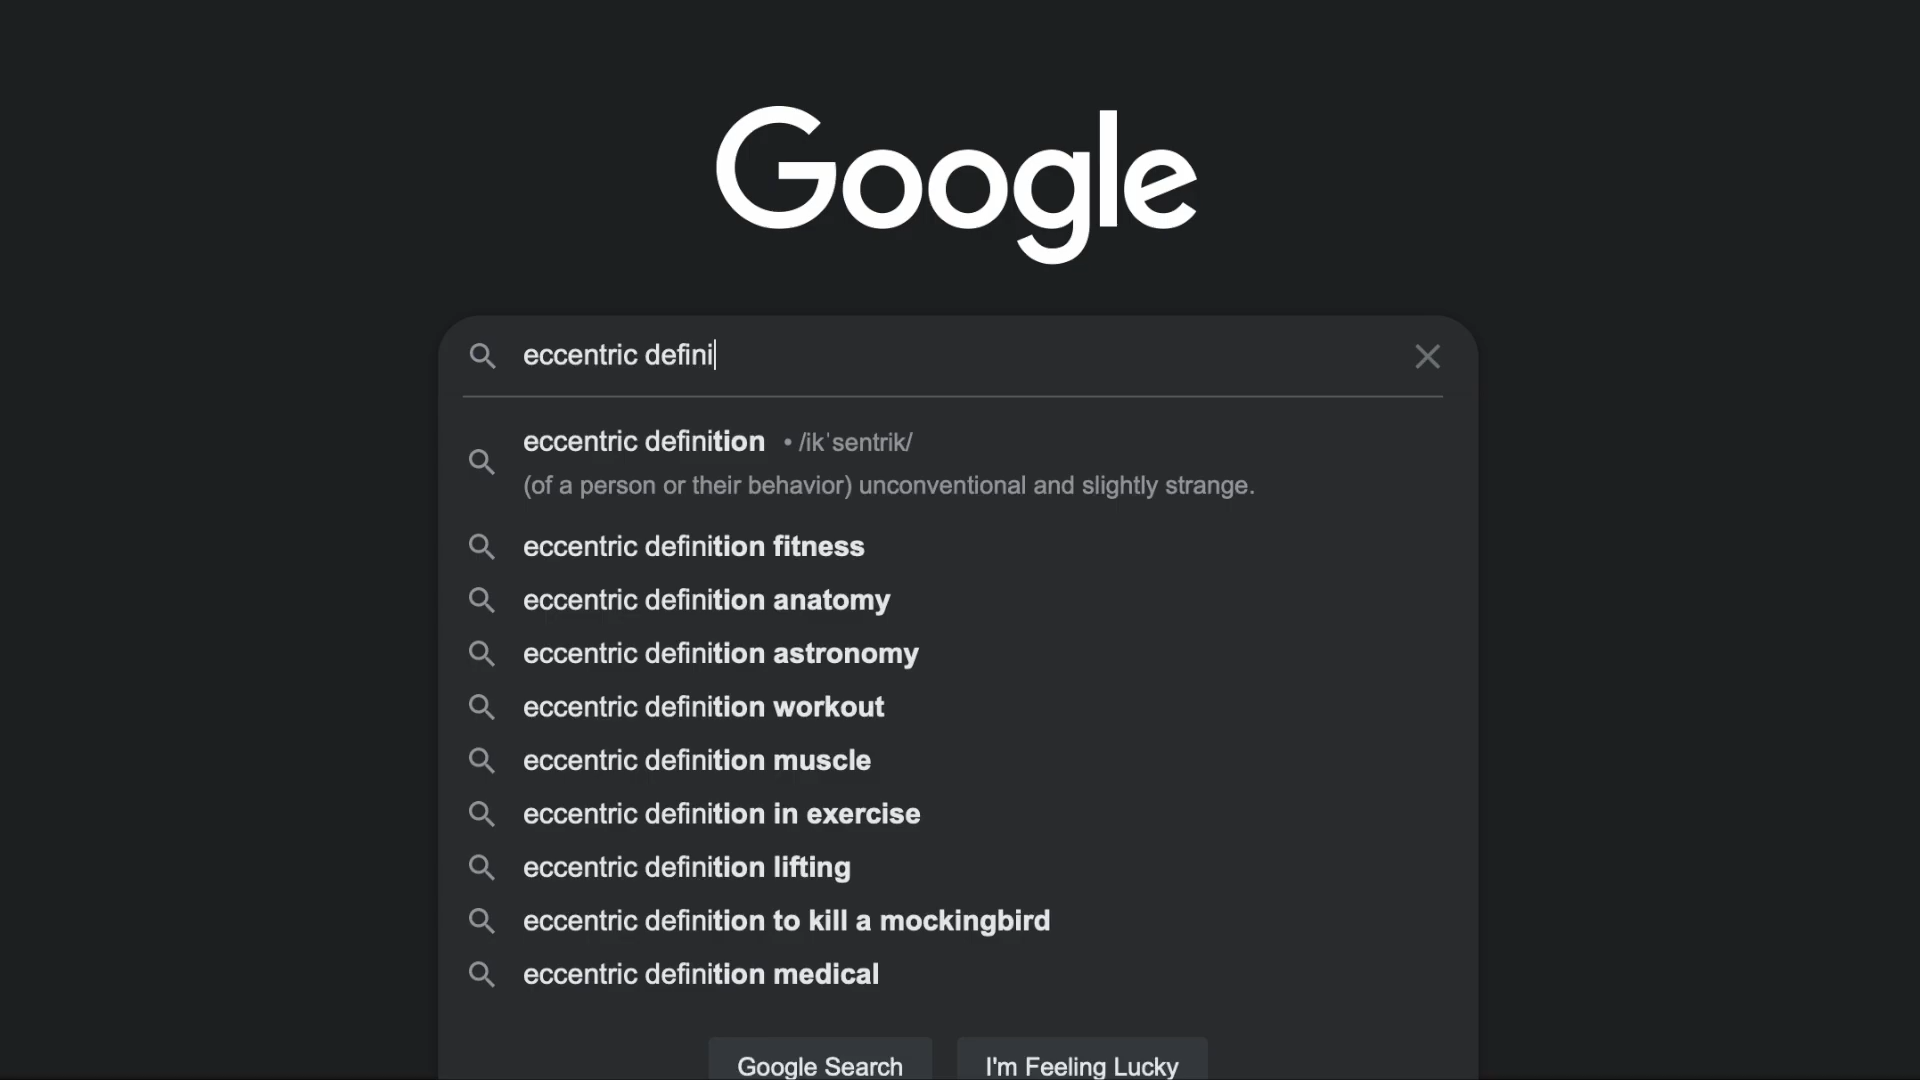 Google
eccentric defini
eccentric definition • /ikˈsentrik/
(of a person or their behavior) unconventional and slightly strange.
eccentric definition fitness
eccentric definition anatomy
eccentric definition astronomy
eccentric definition workout
eccentric definition muscle
eccentric definition in exercise
eccentric definition lifting
eccentric definition to kill a mockingbird
eccentric definition medical
Google Search I'm Feeling Lucky